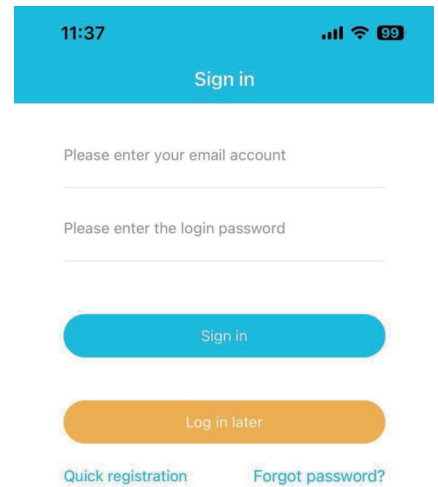 11:37 99
Sign in
Please enter your email account
Please enter the login password
Sign in
Log in later
Quick registration Forgot password?